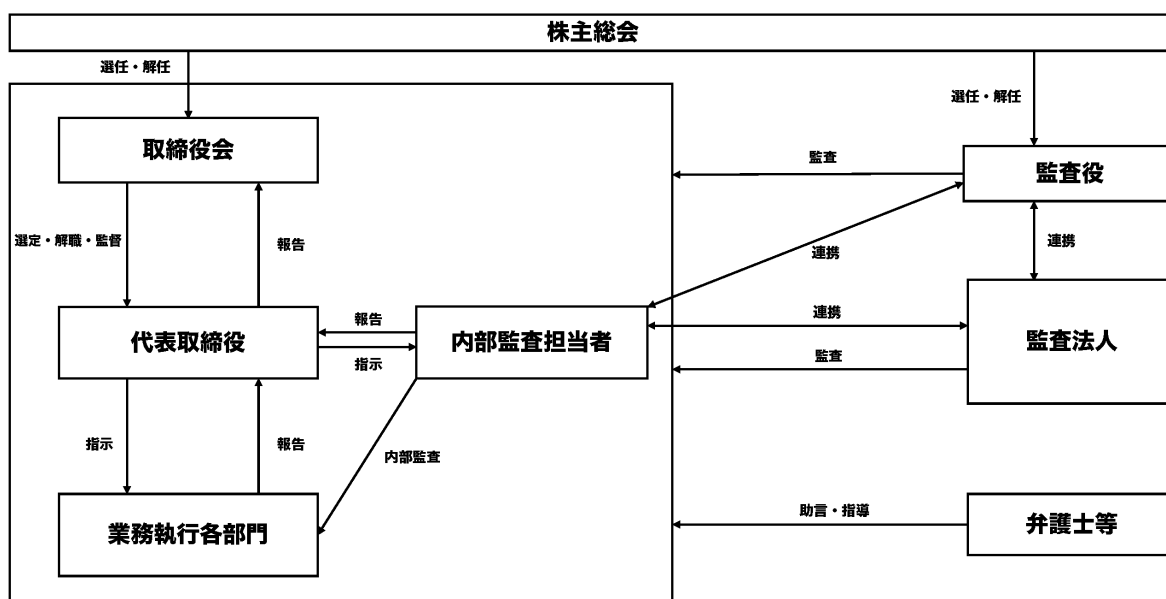 株主総会
選任・解任
選任・解任
取締役会
監査
監査役
選定・解職・監督
報告
連携
連携
代表取締役
報告
指示
内部監査担当者
連携
監査
監査法人
指示
報告
内部監査
業務執行各部門
助言・指導
弁護士等